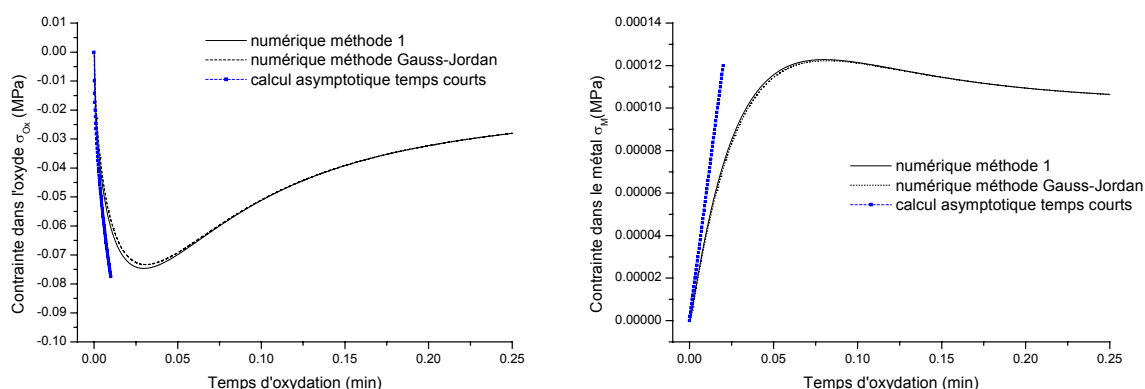 0.01
0.00
-0.01
-0.02
-0.03
-0.04
-0.05
-0.06
-0.07
-0.08
-0.09
-0.10
Contrainte dans l'oxyde σOx (MPa)
numérique méthode 1
numérique méthode Gauss-Jordan
calcul asymptotique temps courts
0.00 0.05 0.10 0.15 0.20 0.25
Temps d'oxydation (min)
0.00014
0.00012
0.00010
0.00008
0.00006
0.00004
0.00002
0.00000
Contrainte dans le métal σM(MPa)
numérique méthode 1
numérique méthode Gauss-Jordan
calcul asymptotique temps courts
0.00 0.05 0.10 0.15 0.20 0.25
Temps d'oxydation (min)